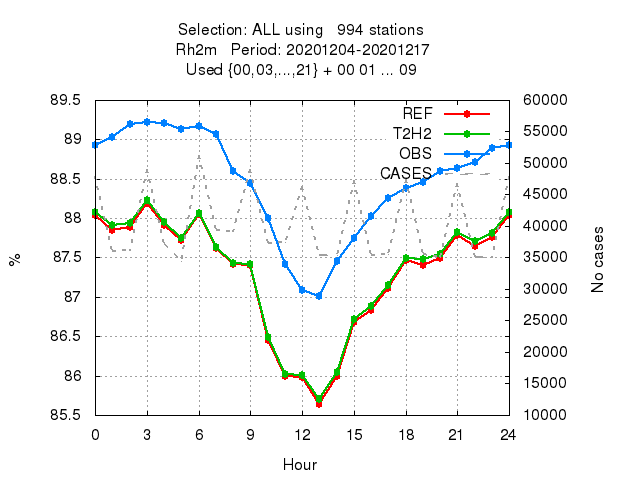 Selection: ALL using 994 stations
Rh2m Period: 20201204-20201217
Used {00,03,...,21} + 00 01 ... 09
89.5
89
88.5
88
87.5
87
86.5
86
85.5
%
REF
T2H2
OBS
CASES
60000
55000
50000
45000
40000
35000
30000
25000
20000
15000
10000
No cases
0 3 6 9 12 15 18 21 24
Hour